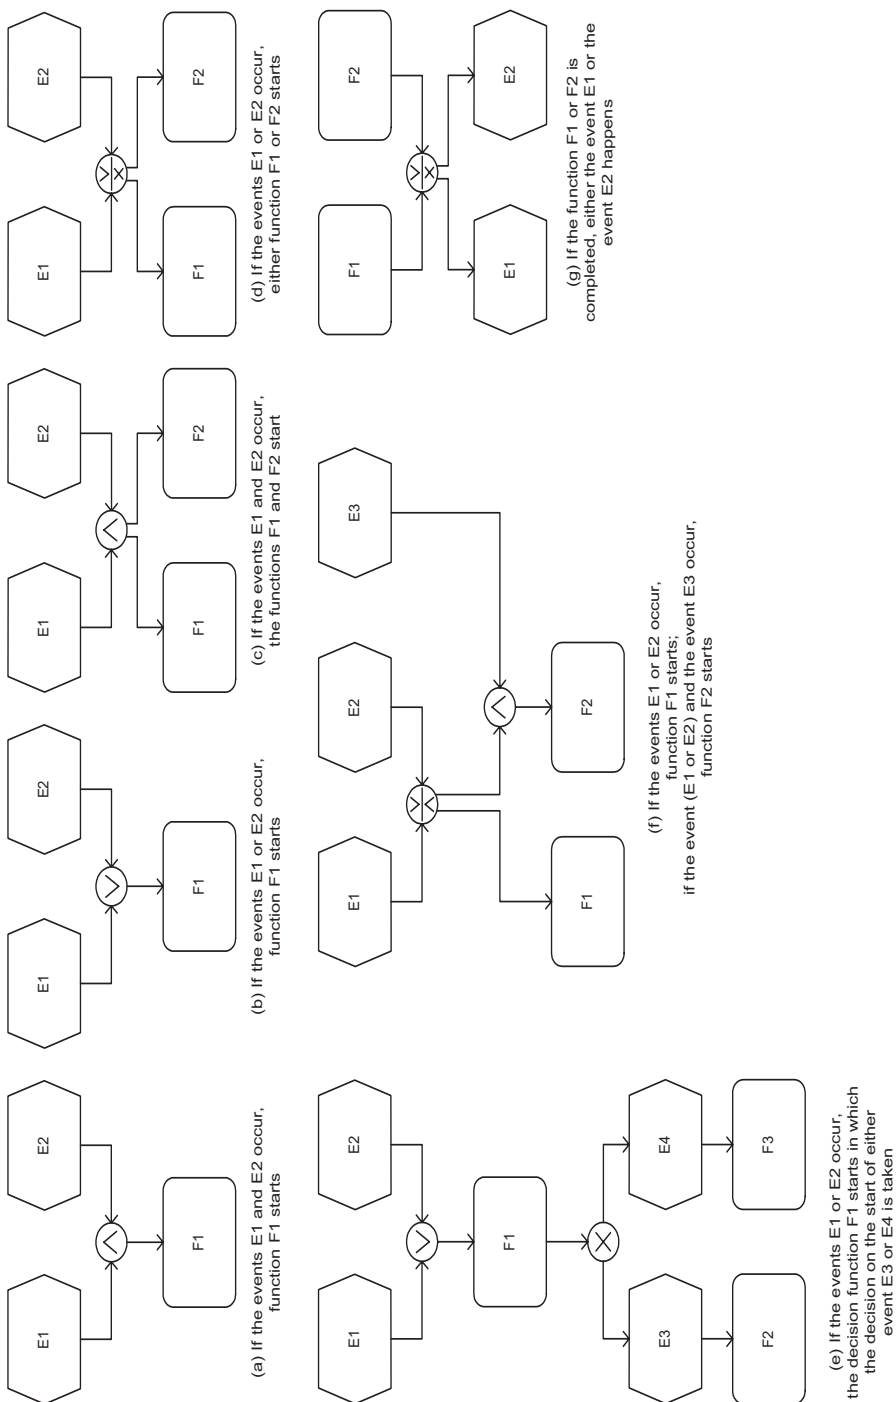 E1
E2
∧
F1
(a) If the events E1 and E2 occur,
function F1 starts
E1
E2
∨
F1
(b) If the events E1 or E2 occur,
function F1 starts
E1
E2
∧
F1
F2
(c) If the events E1 and E2 occur,
the functions F1 and F2 start
E1
E2
∨
X
F1
F2
(d) If the events E1 or E2 occur,
either function F1 or F2 starts
E1
E2
∨
F1
X
E3
E4
F2
F3
(e) If the events E1 or E2 occur,
the decision function F1 starts in which
the decision on the start of either
event E3 or E4 is taken
E1
E2
E3
∨
∧
∧
F1
F2
(f) If the events E1 or E2 occur,
function F1 starts;
if the event (E1 or E2) and the event E3 occur,
function F2 starts
F1
F2
∨
X
E1
E2
(g) If the function F1 or F2 is
completed, either the event E1 or the
event E2 happens